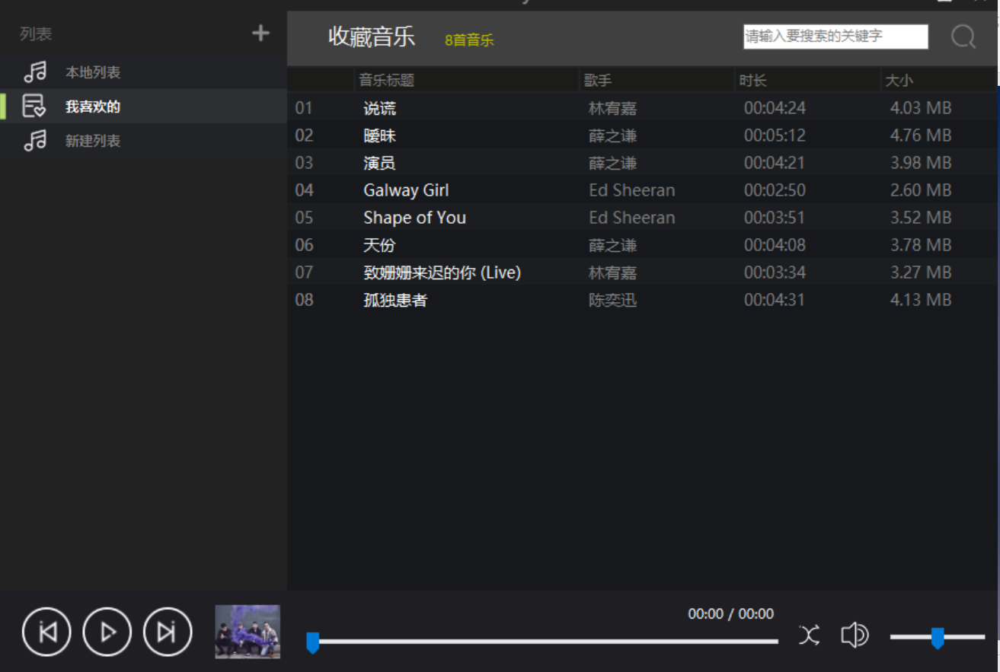 列表
本地列表
我喜欢的
新建列表
收藏音乐 8首音乐 请输入要搜索的关键字
音乐标题 歌手 时长 大小
01 说谎 林宥嘉 00:04:24 4.03 MB
02 暧昧 薛之谦 00:05:12 4.76 MB
03 演员 薛之谦 00:04:21 3.98 MB
04 Galway Girl Ed Sheeran 00:02:50 2.60 MB
05 Shape of You Ed Sheeran 00:03:51 3.52 MB
06 天份 薛之谦 00:04:08 3.78 MB
07 致姗姗来迟的你 (Live) 林宥嘉 00:03:34 3.27 MB
08 孤独患者 陈奕迅 00:04:31 4.13 MB
00:00 / 00:00